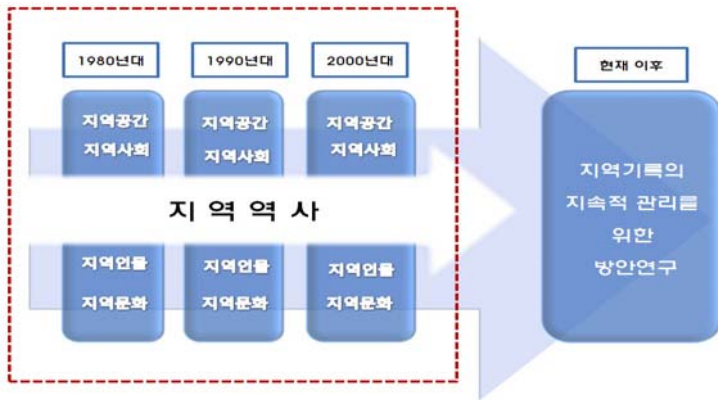 1980년대
1990년대
2000년대
현재 이후
지역공간
지역사회
지역공간
지역사회
지역공간
지역사회
지 역 역 사
지역인물
지역문화
지역인물
지역문화
지역인물
지역문화
지역기록의
지속적 관리를
위한
방안연구